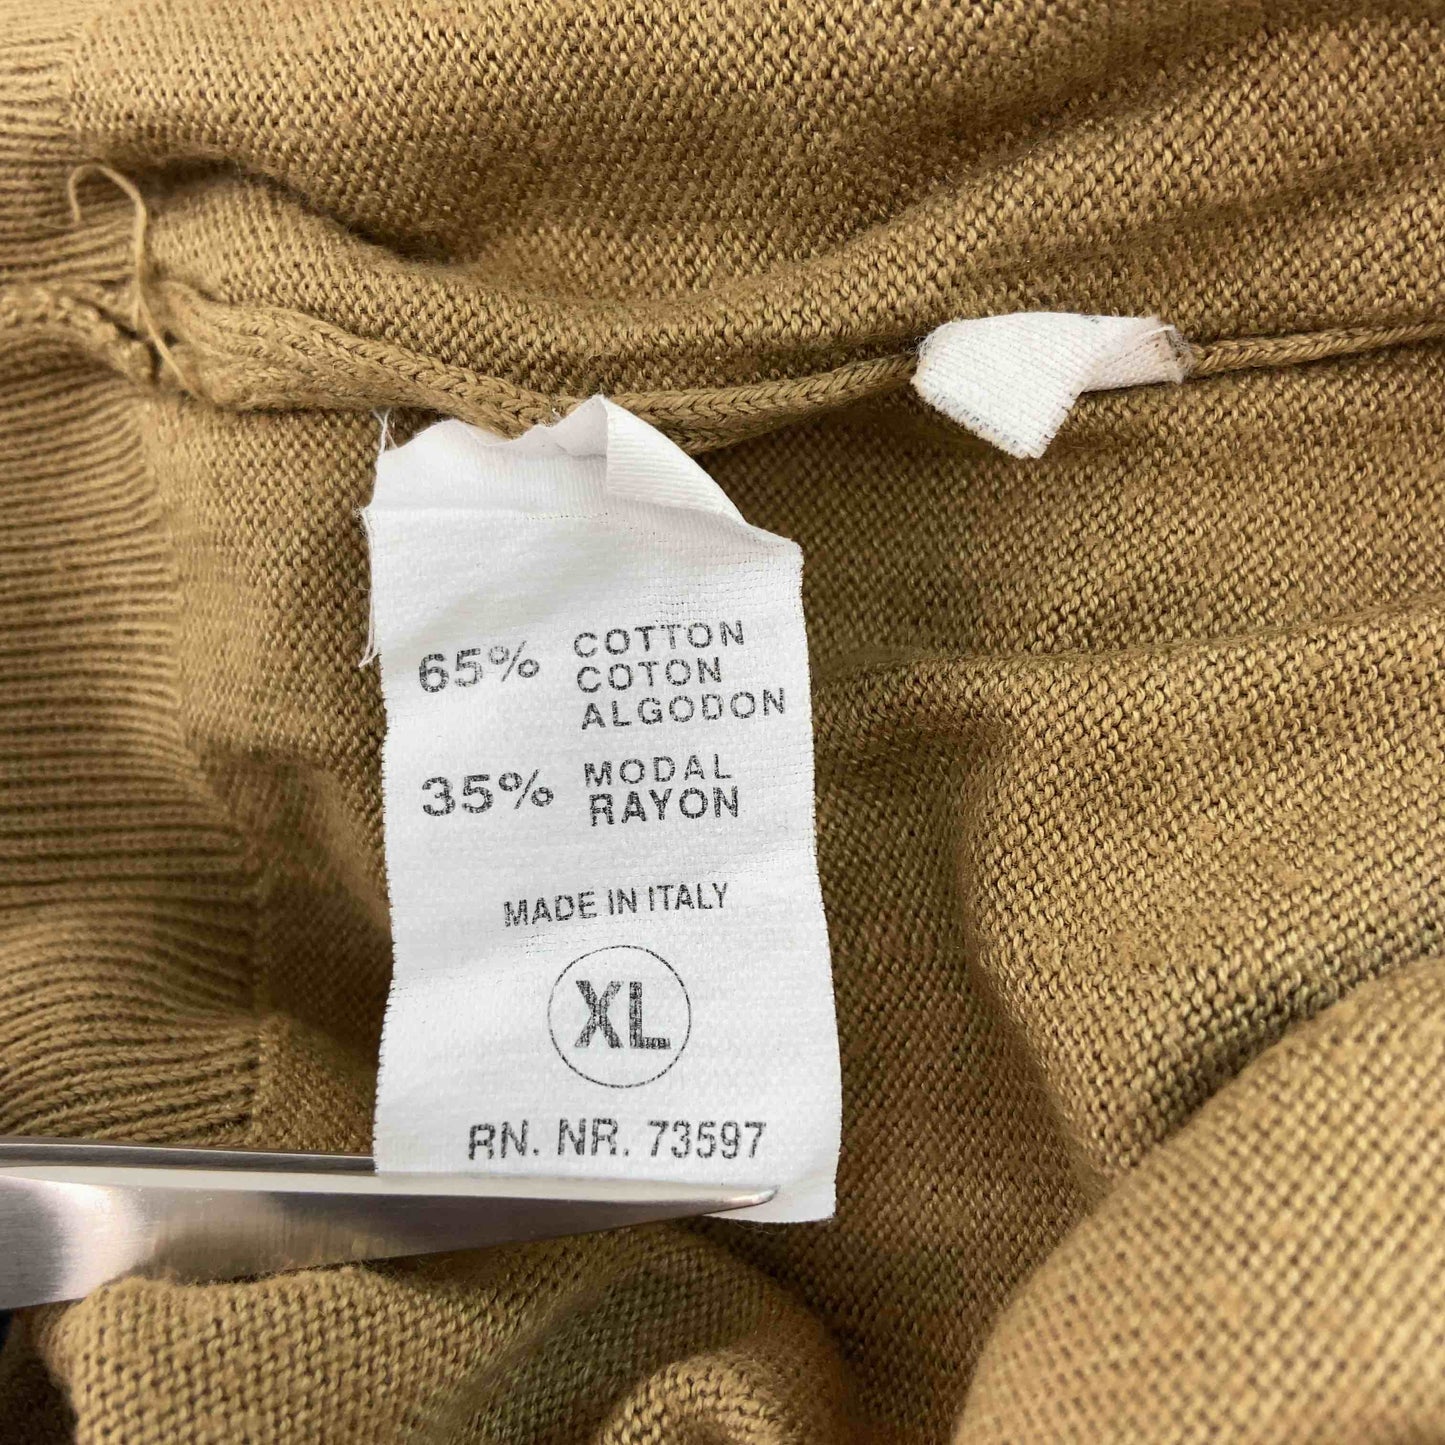 65% COTTON
COTON
ALGODON
35% MODAL
RAYON
MADE IN ITALY
XL
RN. NR. 73597